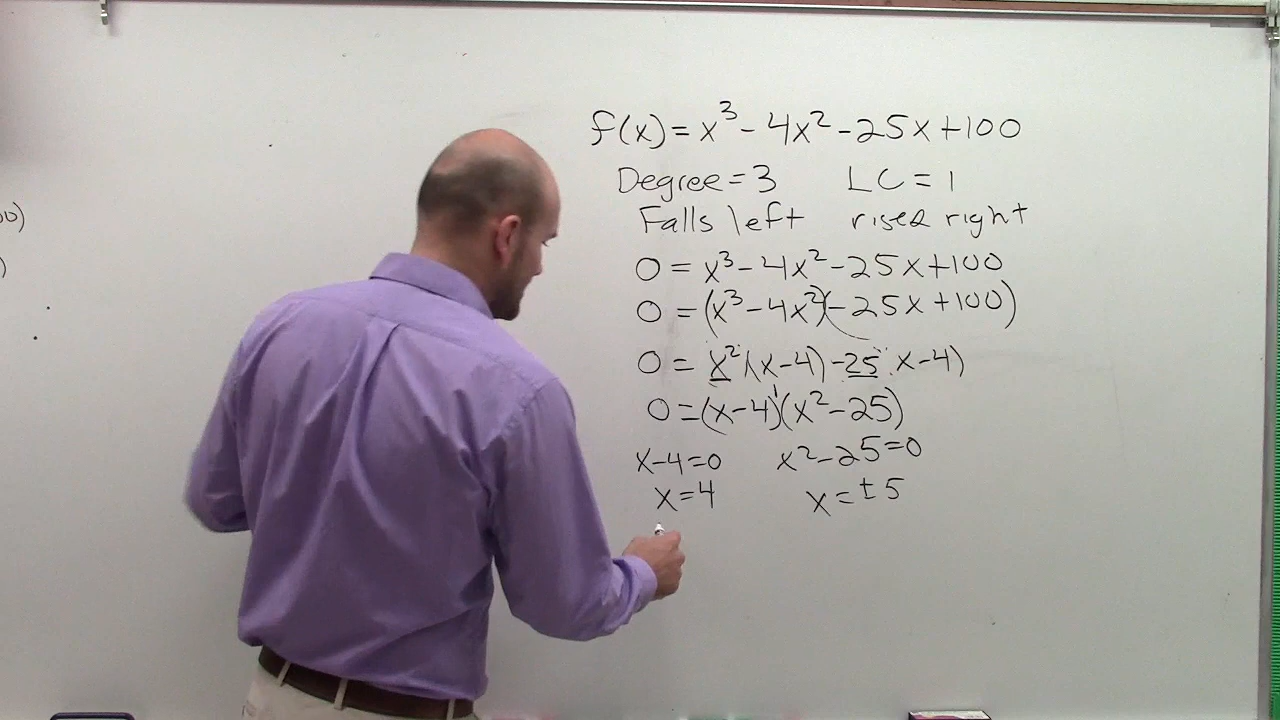 00)
)
f(x) = x³ - 4x² - 25x + 100
Degree = 3 LC = 1
Falls left rises right
0 = x³ - 4x² - 25x + 100
0 = (x³ - 4x²)(- 25x + 100)
0 = x²(x - 4) - 25 x - 4)
0 = (x - 4)¹(x² - 25)
x - 4 = 0 x² - 25 = 0
x = 4 x = ± 5